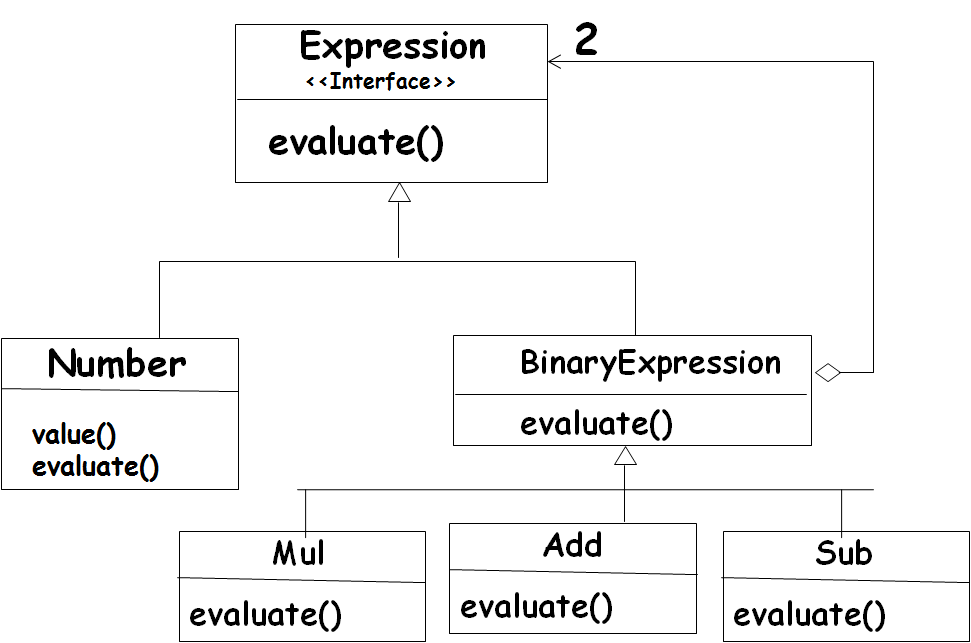 Expression
<<Interface>>
2
evaluate()
Number
value()
evaluate()
BinaryExpression
evaluate()
Mul
evaluate()
Add
evaluate()
Sub
evaluate()